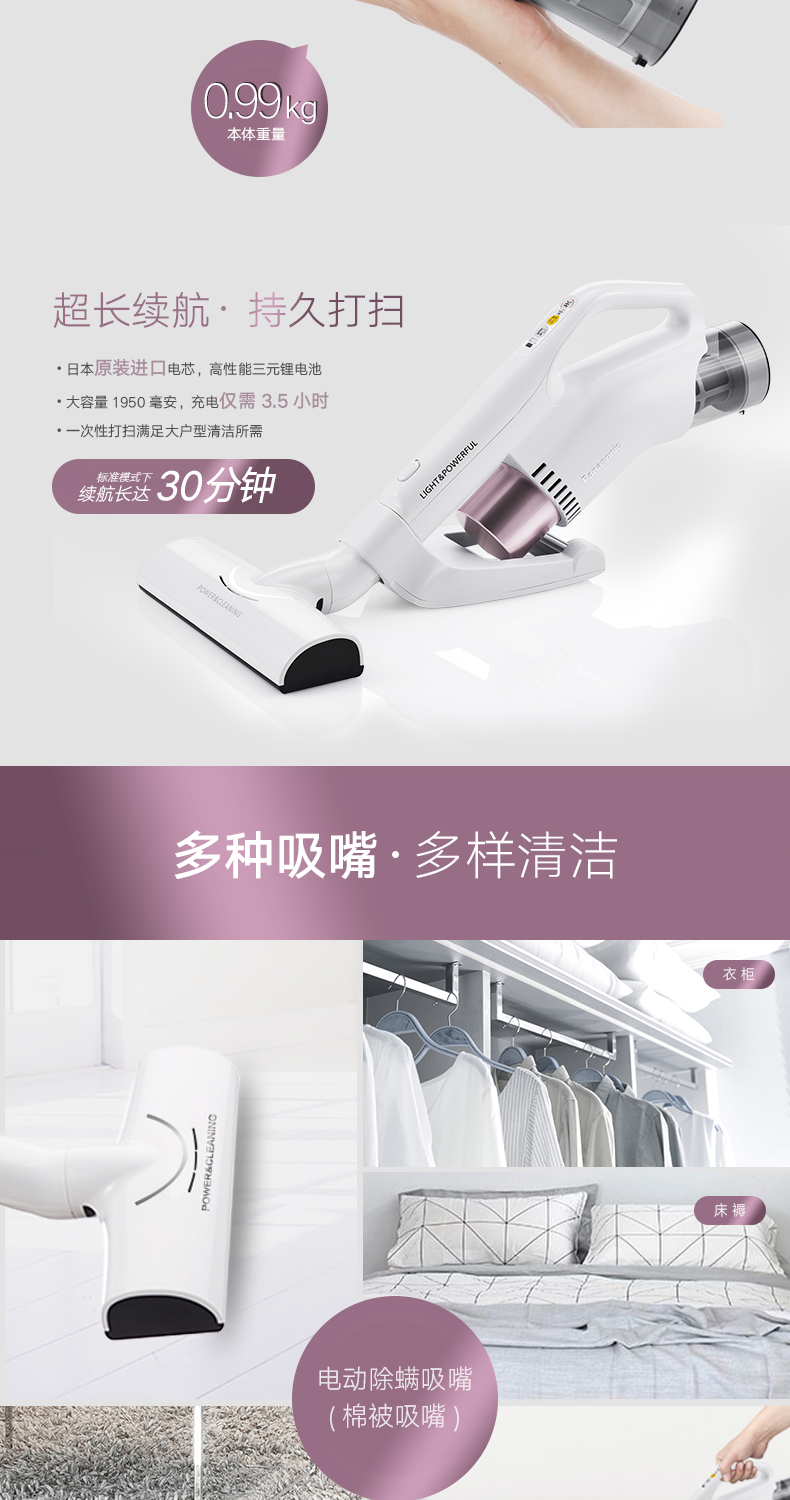 0.99kg
本体重量
超长续航·持久打扫
•日本原装进口电芯，高性能三元锂电池
•大容量 1950 毫安，充电仅需 3.5 小时
•一次性打扫满足大户型清洁所需
标准模式下
续航长达 30分钟
LIGHT&POWERFUL
Panasonic
POWER&CLEANING
多种吸嘴·多样清洁
衣柜
POWER&CLEANING
床褥
电动除螨吸嘴
(棉被吸嘴)